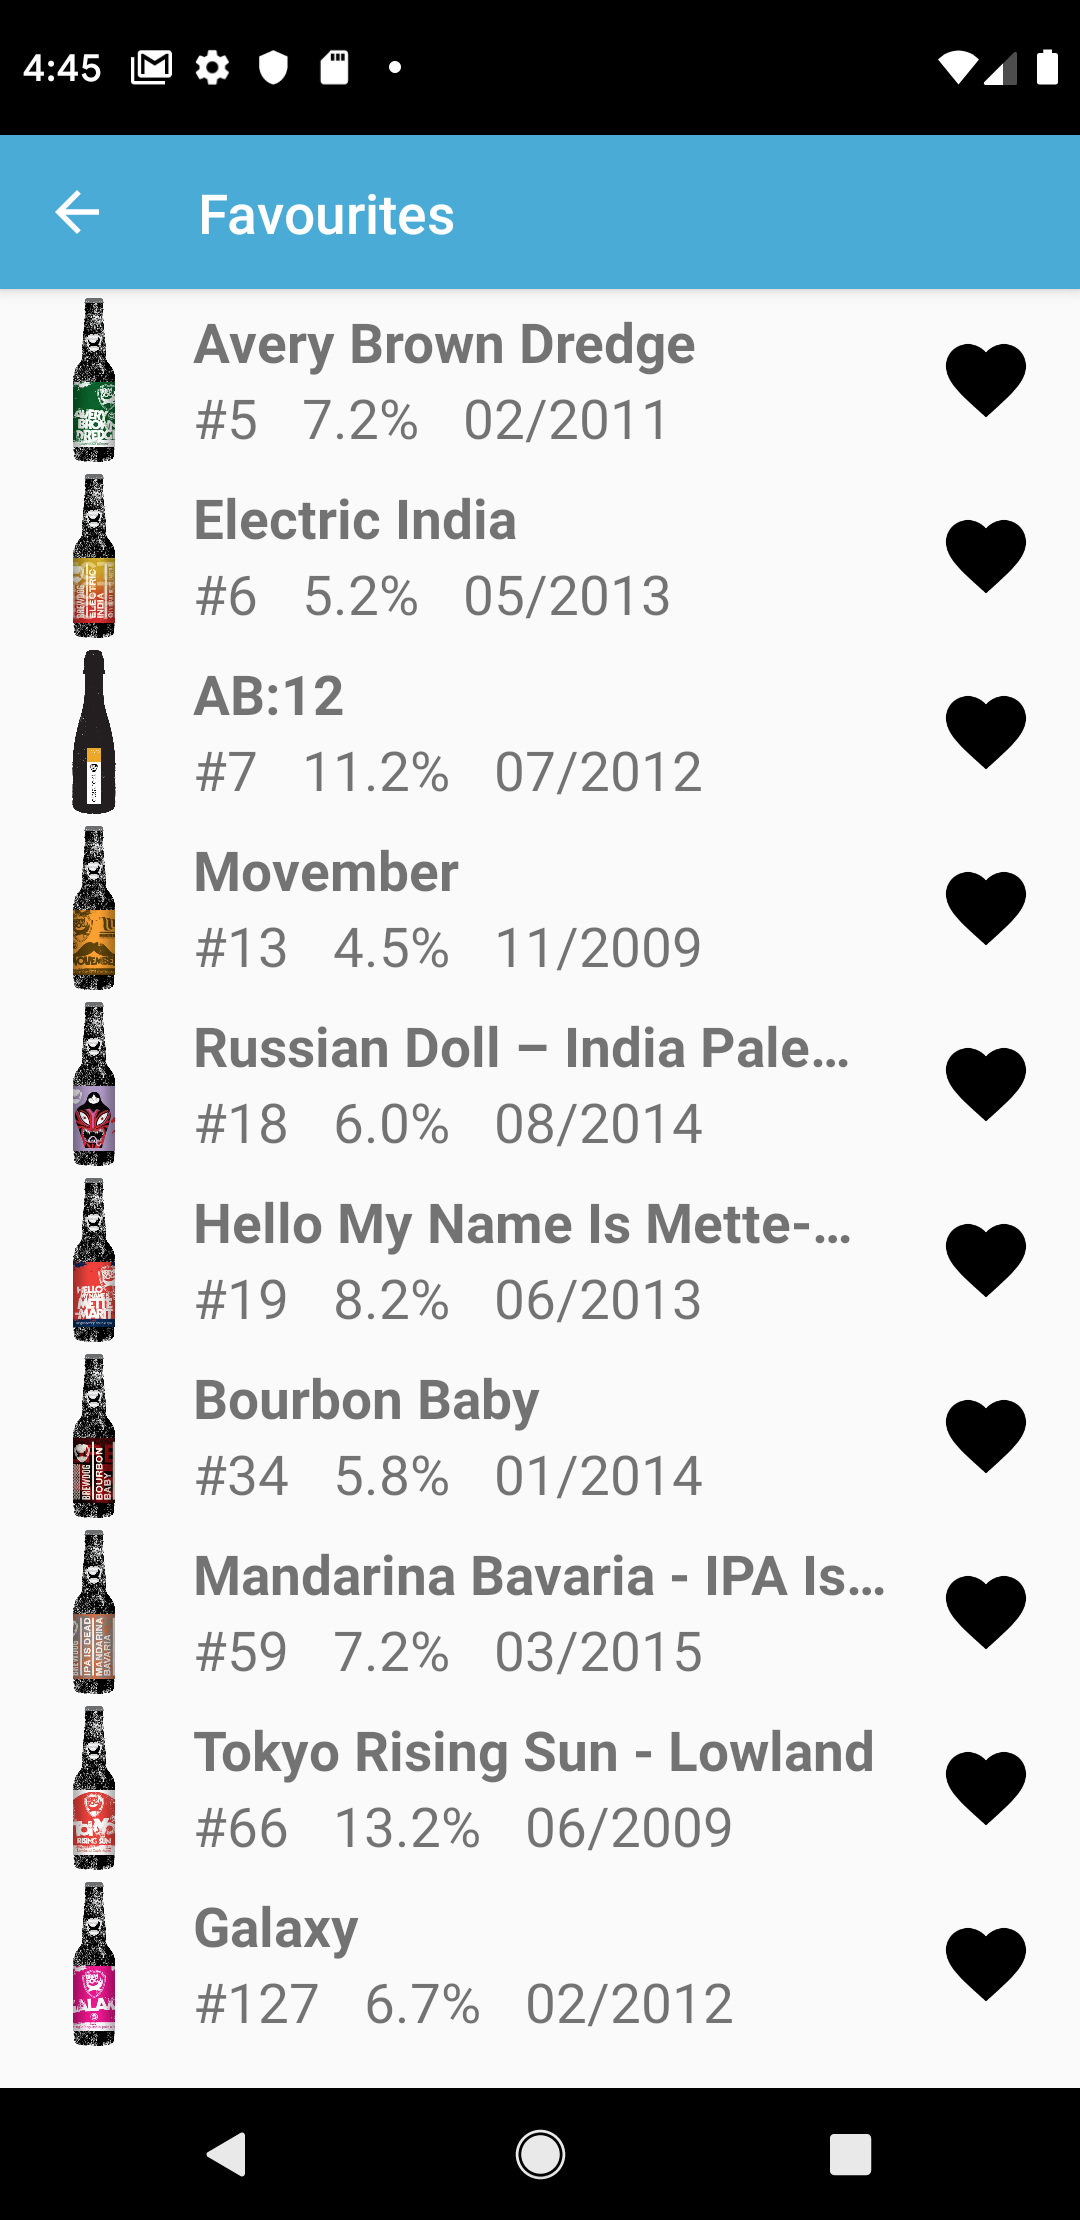 4:45
Favourites
Avery Brown Dredge
#5 7.2% 02/2011
Electric India
#6 5.2% 05/2013
AB:12
#7 11.2% 07/2012
Movember
#13 4.5% 11/2009
Russian Doll – India Pale...
#18 6.0% 08/2014
Hello My Name Is Mette-...
#19 8.2% 06/2013
Bourbon Baby
#34 5.8% 01/2014
Mandarina Bavaria - IPA Is...
#59 7.2% 03/2015
Tokyo Rising Sun - Lowland
#66 13.2% 06/2009
Galaxy
#127 6.7% 02/2012